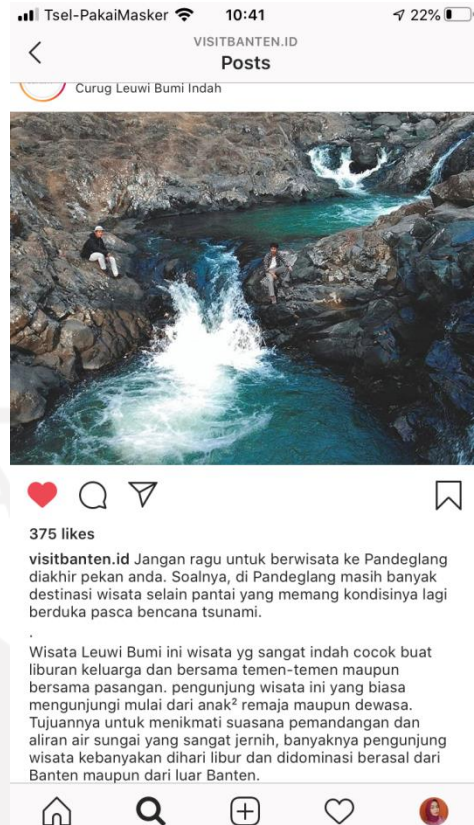 Tsel-PakaiMasker 10:41 22%
VISITBANTEN.ID
Posts
Curug Leuwi Bumi Indah
375 likes
visitbanten.id Jangan ragu untuk berwisata ke Pandeglang
diakhir pekan anda. Soalnya, di Pandeglang masih banyak
destinasi wisata selain pantai yang memang kondisinya lagi
berduka pasca bencana tsunami.
.
Wisata Leuwi Bumi ini wisata yg sangat indah cocok buat
liburan keluarga dan bersama temen-temen maupun
bersama pasangan. pengunjung wisata ini yang biasa
mengunjungi mulai dari anak² remaja maupun dewasa.
Tujuannya untuk menikmati suasana pemandangan dan
aliran air sungai yang sangat jernih, banyaknya pengunjung
wisata kebanyakan dihari libur dan didominasi berasal dari
Banten maupun dari luar Banten.